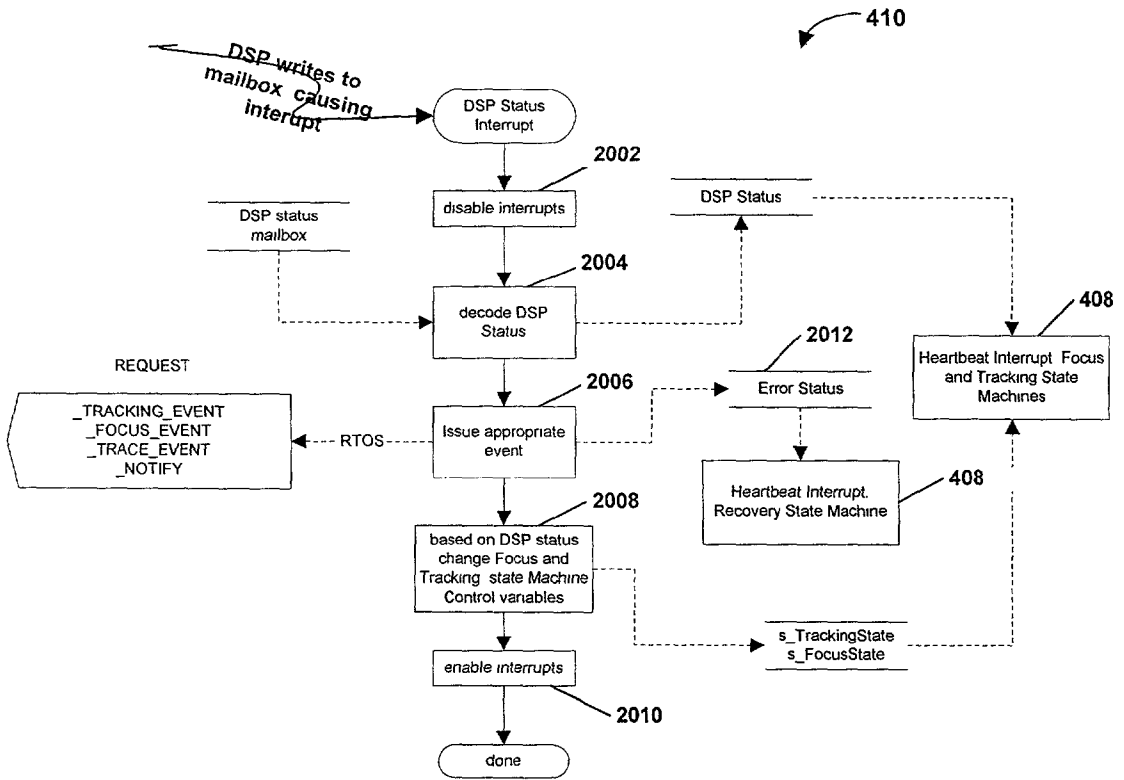 410
DSP writes to
mailbox causing
interupt
DSP Status
Interrupt
2002
disable interrupts
DSP Status
DSP status
mailbox
2004
decode DSP
Status
408
Heartbeat Interrupt Focus
and Tracking State
Machines
2012
Error Status
REQUEST
2006
_TRACKING_EVENT
_FOCUS_EVENT
_TRACE_EVENT
_NOTIFY
RTOS
Issue appropriate
event
408
Heartbeat Interrupt.
Recovery State Machine
2008
based on DSP status
change Focus and
Tracking state Machine
Control variables
s_TrackingState
s_FocusState
enable interrupts
2010
done